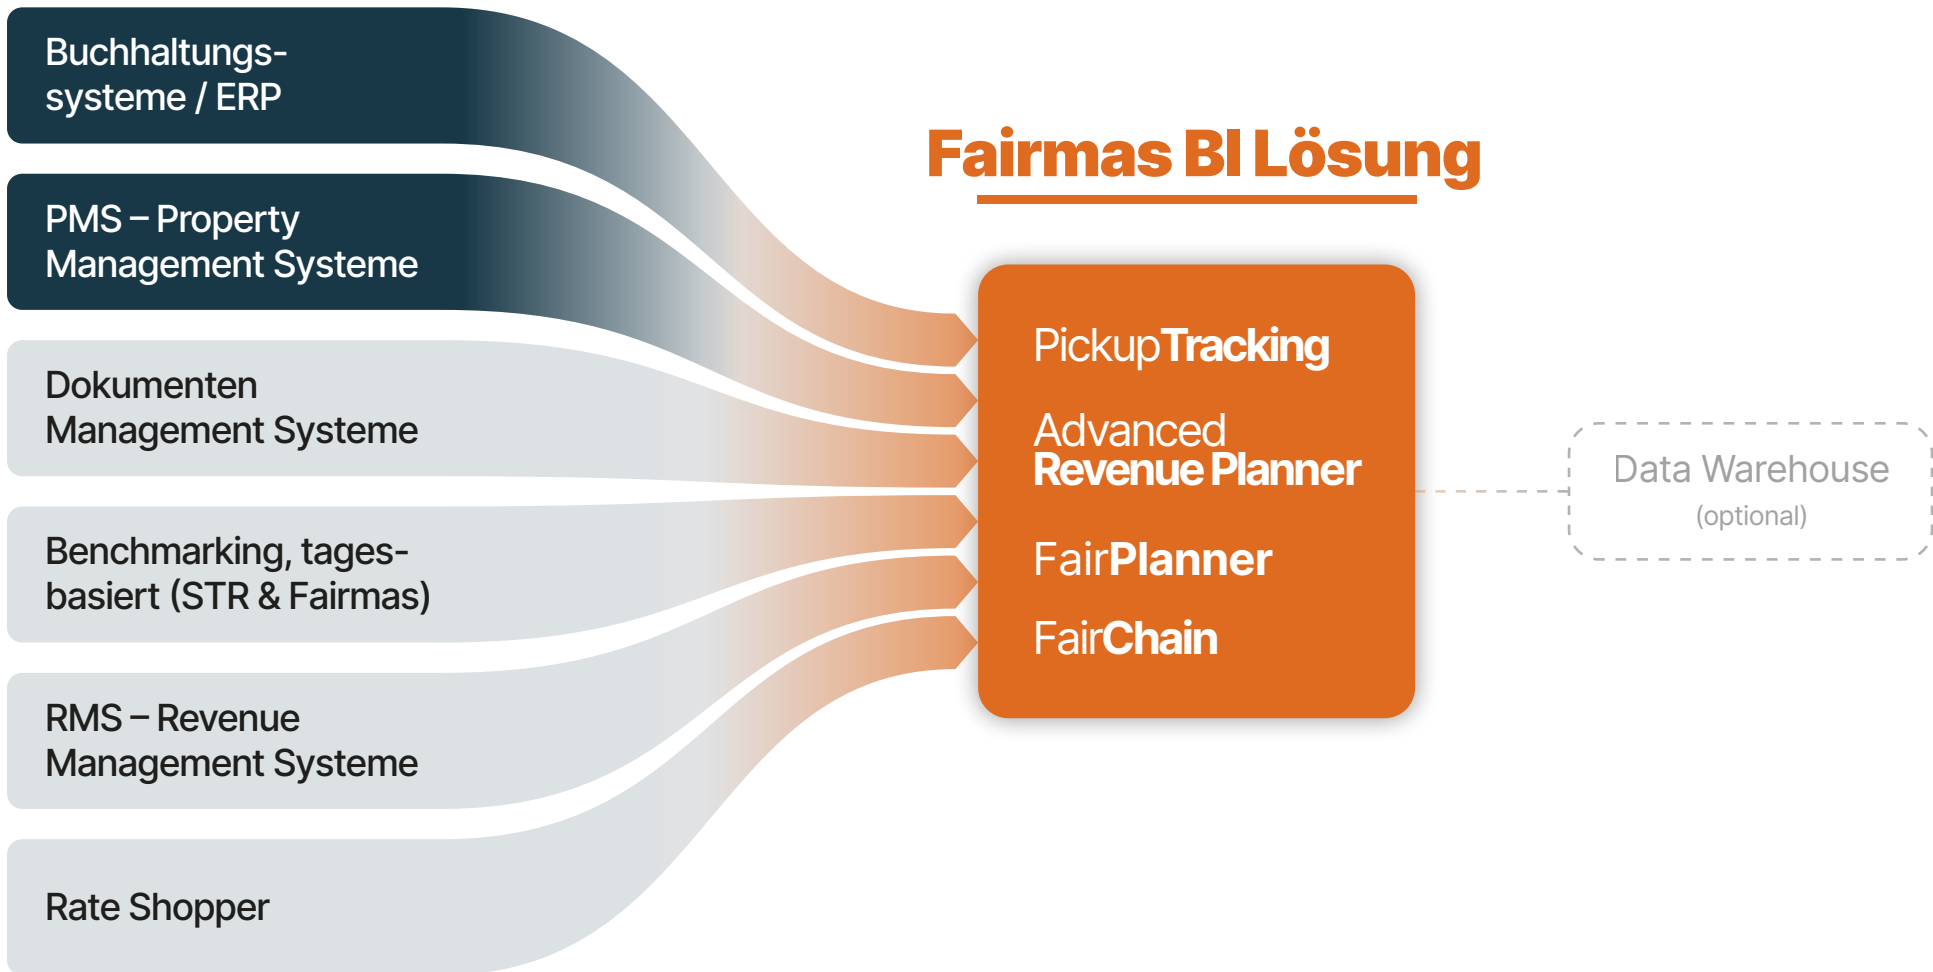 Buchhaltungs-
systeme / ERP
PMS – Property
Management Systeme
Dokumenten
Management Systeme
Benchmarking, tages-
basiert (STR & Fairmas)
RMS – Revenue
Management Systeme
Rate Shopper
Fairmas BI Lösung
PickupTracking
Advanced
Revenue Planner
FairPlanner
FairChain
Data Warehouse
(optional)